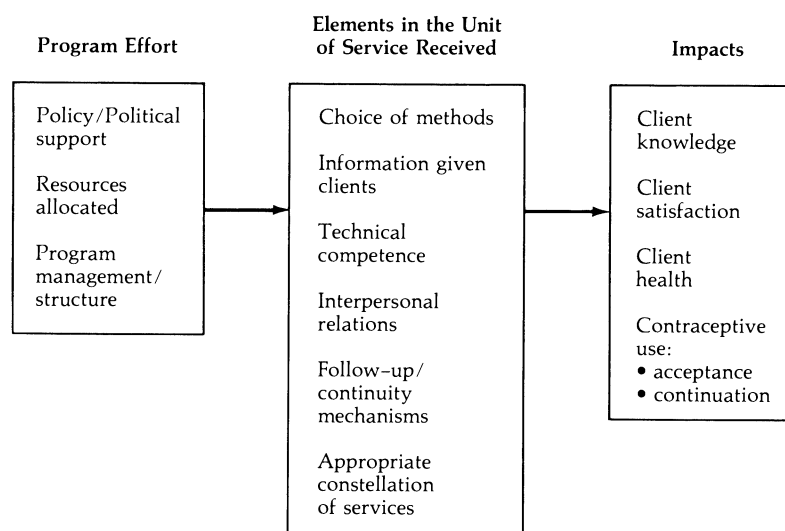 Program Effort
Policy/Political
support
Resources
allocated
Program
management/
structure
Elements in the Unit
of Service Received
Choice of methods
Information given
clients
Technical
competence
Interpersonal
relations
Follow-up/
continuity
mechanisms
Appropriate
constellation
of services
Impacts
Client
knowledge
Client
satisfaction
Client
health
Contraceptive
use:
• acceptance
• continuation